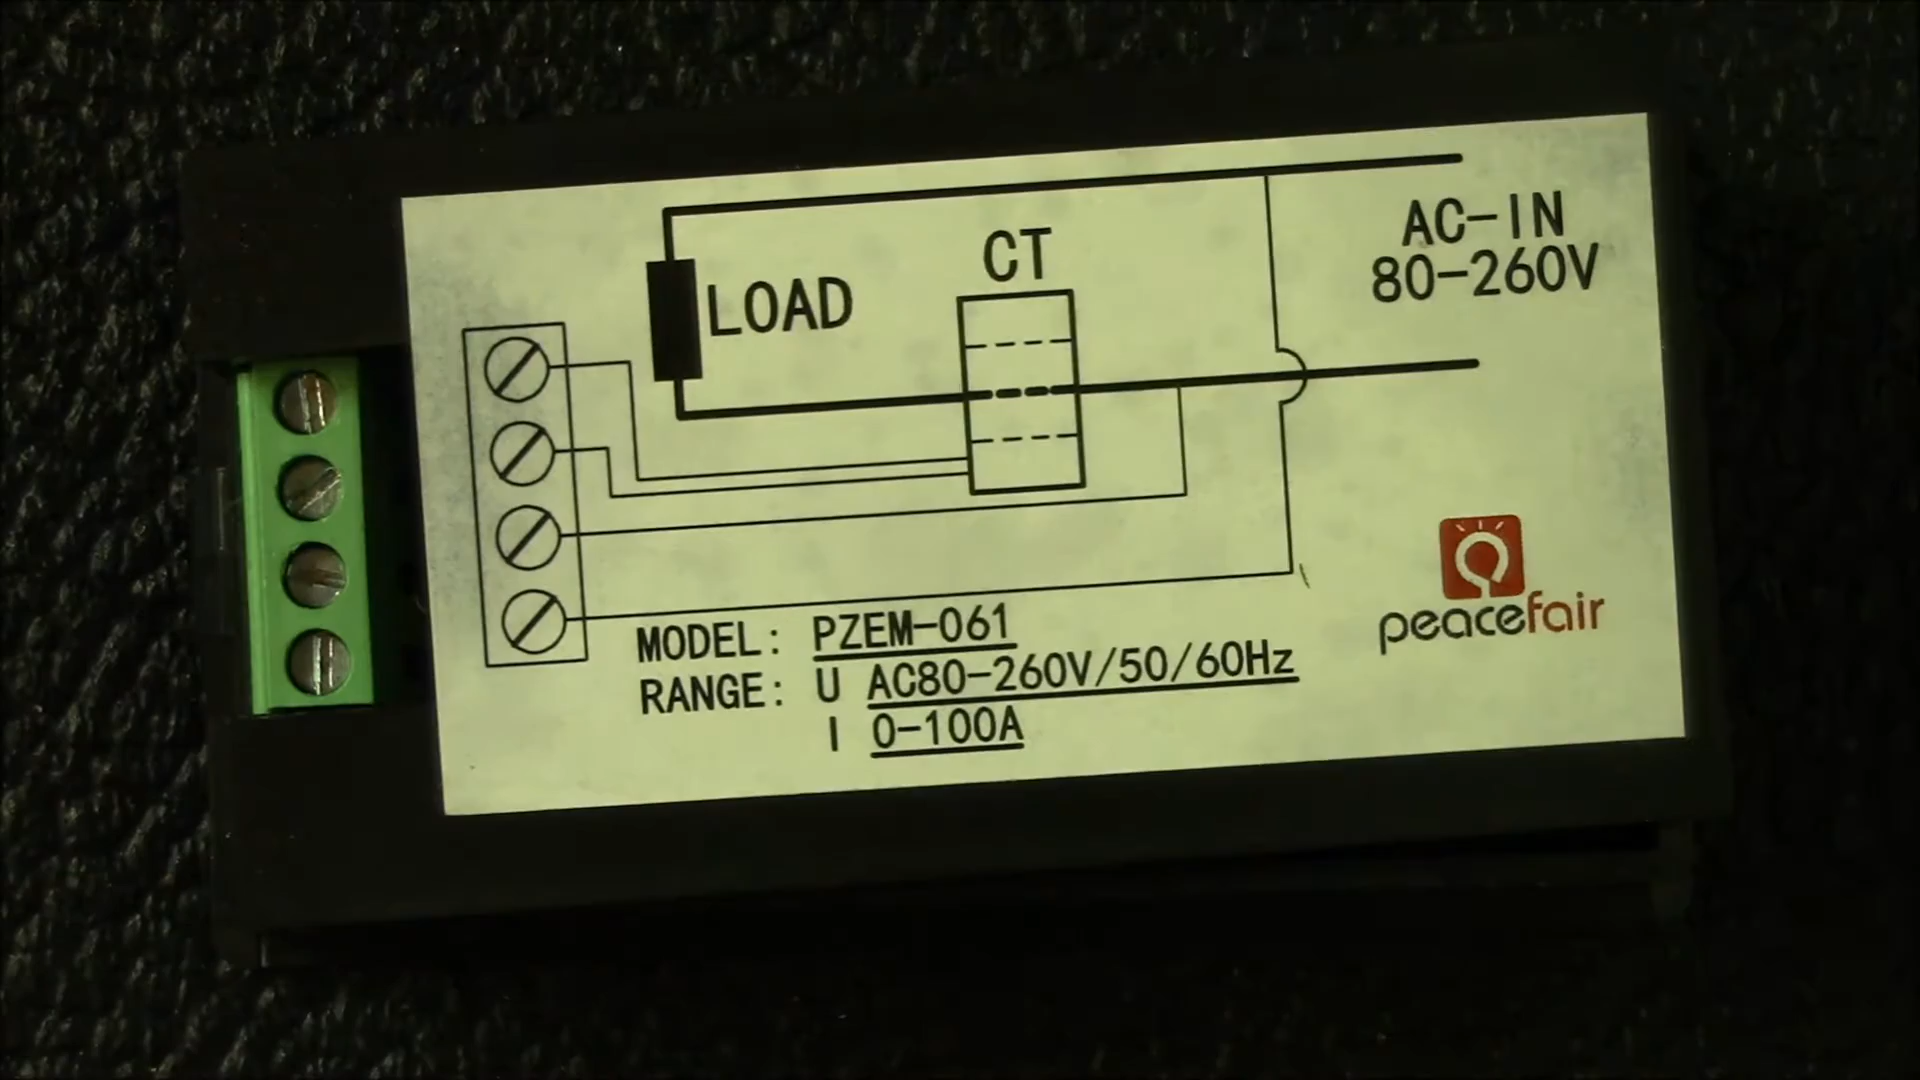 AC-IN
80-260V
CT
LOAD
peacefair
MODEL: PZEM-061
RANGE: U AC80-260V/50/60Hz
I 0-100A